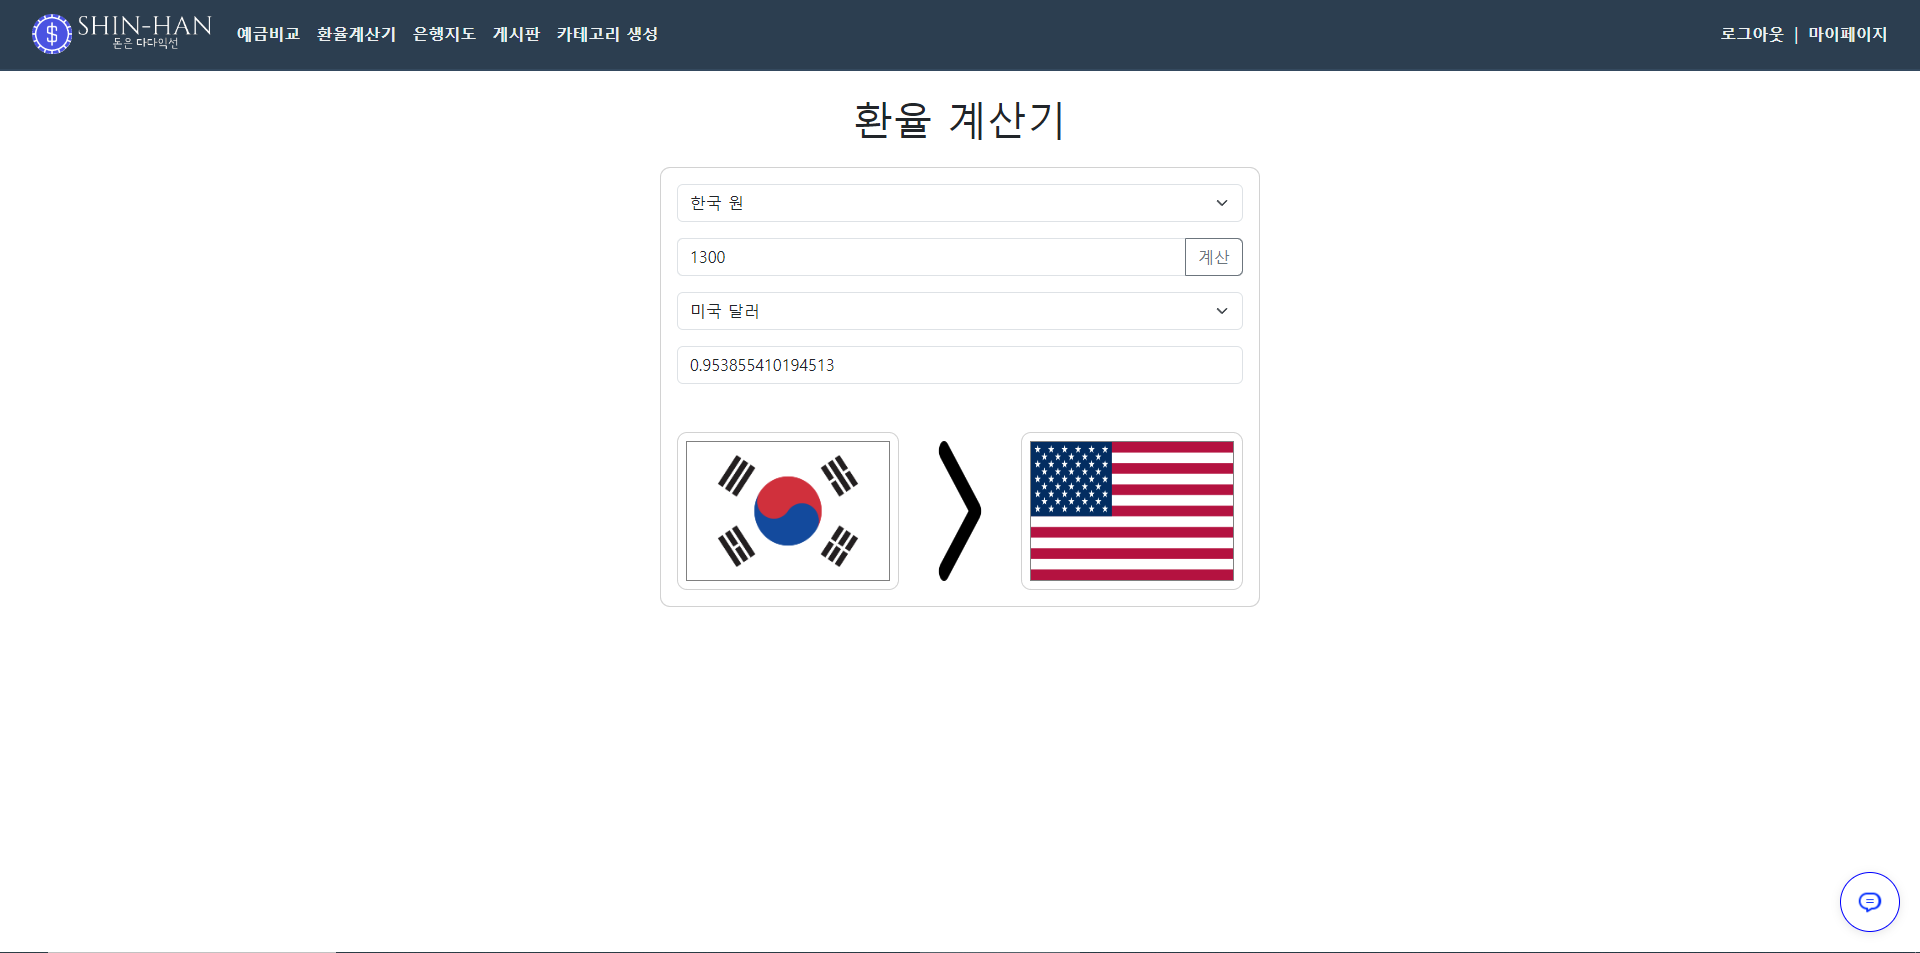 SHIN-HAN
돈은 다다익선
예금비교 환율계산기 은행지도 게시판 카테고리 생성
로그아웃 | 마이페이지
환율 계산기
한국 원
1300 계산
미국 달러
0.953855410194513